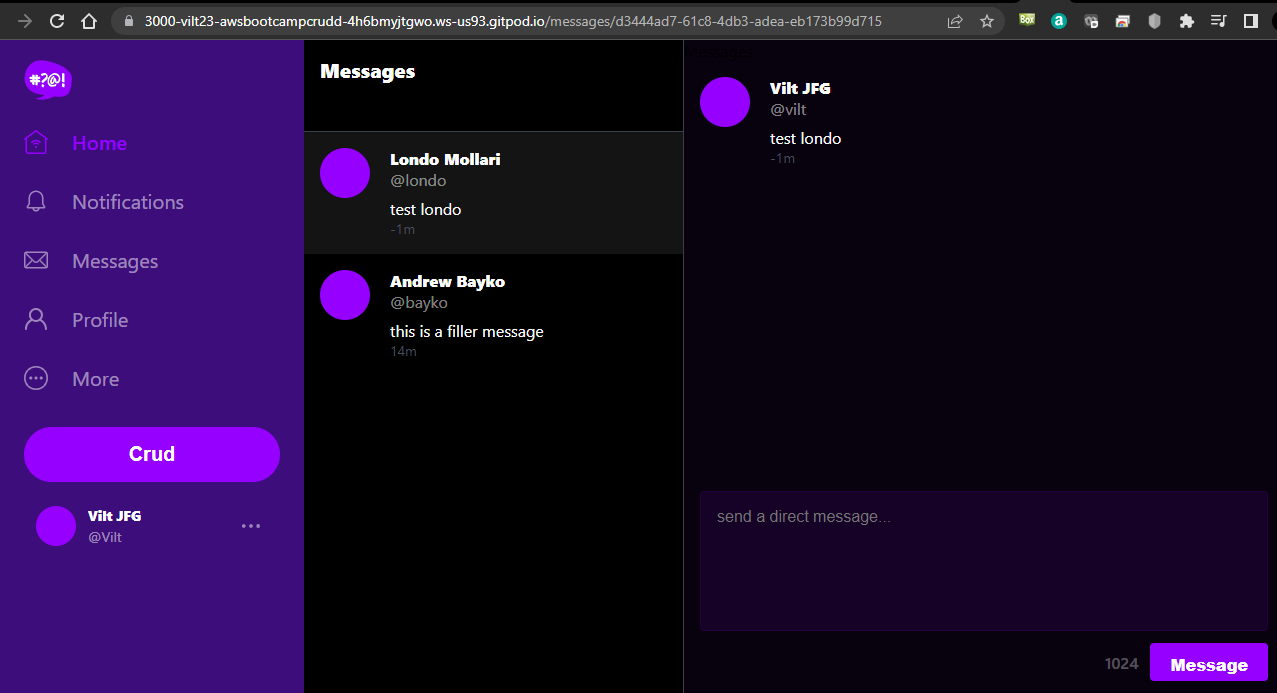 3000-vilt23-awsbootcampcrudd-4h6bmyjtgwo.ws-us93.gitpod.io/messages/d3444ad7-61c8-4db3-adea-eb173b99d715
BOX
a
#?@!
Home
Notifications
Messages
Profile
More
Crud
Vilt JFG
@Vilt
Messages
Londo Mollari
@londo
test londo
-1m
Andrew Bayko
@bayko
this is a filler message
14m
Messages
Vilt JFG
@vilt
test londo
-1m
send a direct message...
1024
Message